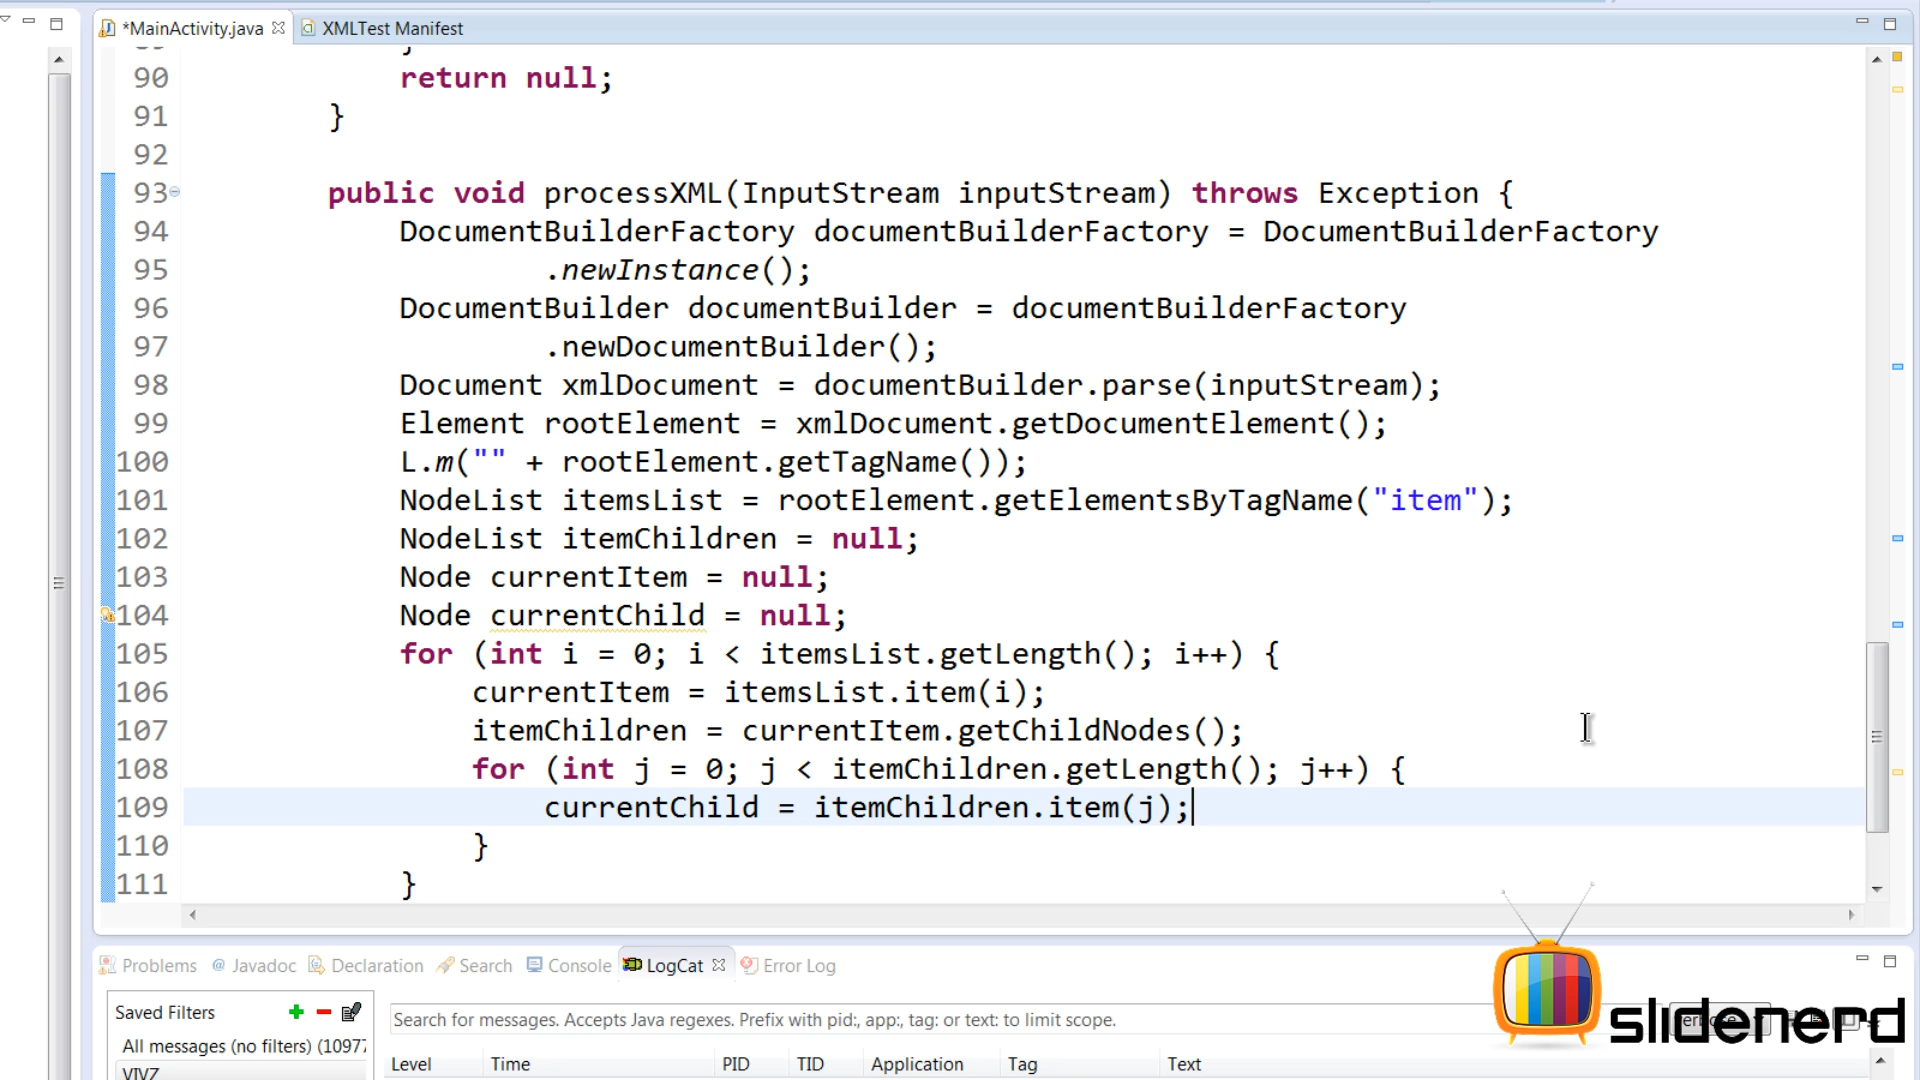 *MainActivity.java
XMLTest Manifest
90 return null;
91 }
92
93 public void processXML(InputStream inputStream) throws Exception {
94 DocumentBuilderFactory documentBuilderFactory = DocumentBuilderFactory
95 .newInstance();
96 DocumentBuilder documentBuilder = documentBuilderFactory
97 .newDocumentBuilder();
98 Document xmlDocument = documentBuilder.parse(inputStream);
99 Element rootElement = xmlDocument.getDocumentElement();
100 L.m("" + rootElement.getTagName());
101 NodeList itemsList = rootElement.getElementsByTagName("item");
102 NodeList itemChildren = null;
103 Node currentItem = null;
104 Node currentChild = null;
105 for (int i = 0; i < itemsList.getLength(); i++) {
106 currentItem = itemsList.item(i);
107 itemChildren = currentItem.getChildNodes();
108 for (int j = 0; j < itemChildren.getLength(); j++) {
109 currentChild = itemChildren.item(j);
110 }
111 }
Problems @ Javadoc Declaration Search Console LogCat Error Log
Saved Filters
Search for messages. Accepts Java regexes. Prefix with pid:, app:, tag: or text: to limit scope.
slidenerd
All messages (no filters) (10977
Level Time PID TID Application Tag Text
VIVZ